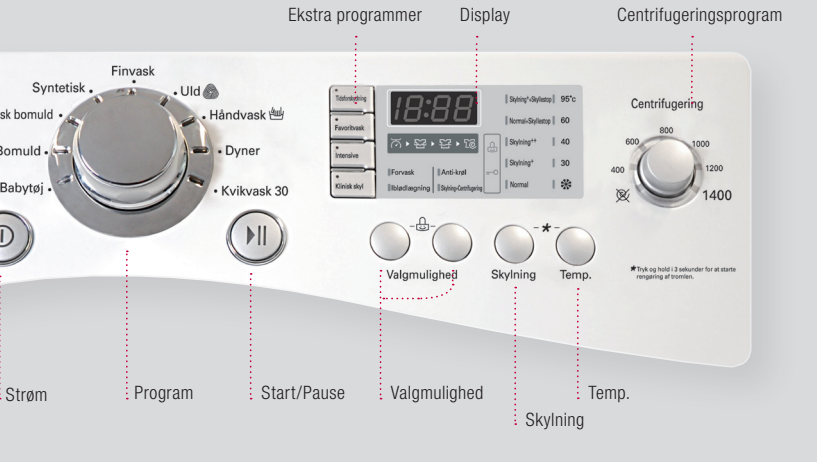 Ekstra programmer
Display
Centrifugeringsprogram
Finvask
Syntetisk
Uld
sk bomuld
Håndvask
Bomuld
Dyner
Babytøj
Kvikvask 30
Tidsforskydning
Favoritvask
Intensive
Klinisk skyl
18:88
Forvask
Anti-krøl
Iblødlægning
Skylning+Centrifugering
Skylning⁺+Skyllestop
95°c
Normal+Skyllestop
60
Skylning⁺⁺
40
Skylning⁺
30
Normal
Centrifugering
400
600
800
1000
1200
1400
Valgmulighed
Skylning
Temp.
*Tryk og hold i 3 sekunder for at starte
rengøring af tromlen.
Strøm
Program
Start/Pause
Valgmulighed
Temp.
Skylning